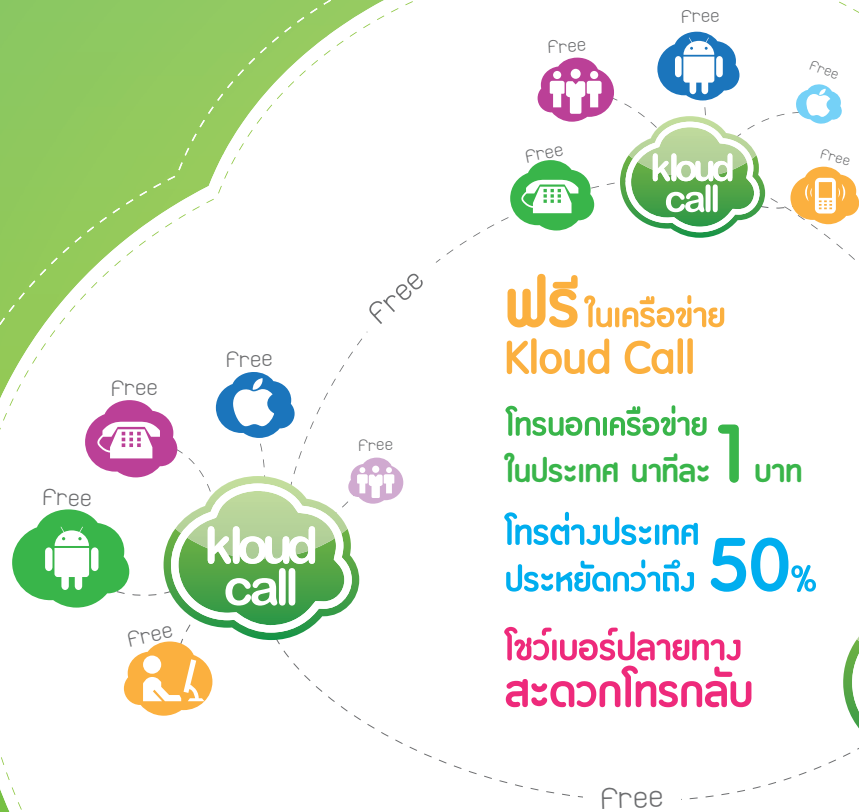 Free
Free
Free
Free
Free
kloud
call
Free
ฟรี ในเครือข่าย
Kloud Call
โทรนอกเครือข่าย
ในประเทศ นาทีละ 1 บาท
โทรต่างประเทศ
ประหยัดกว่าถึง 50%
โชว์เบอร์ปลายทาง
สะดวกโทรกลับ
Free
Free
Free
Free
kloud
call
Free
Free